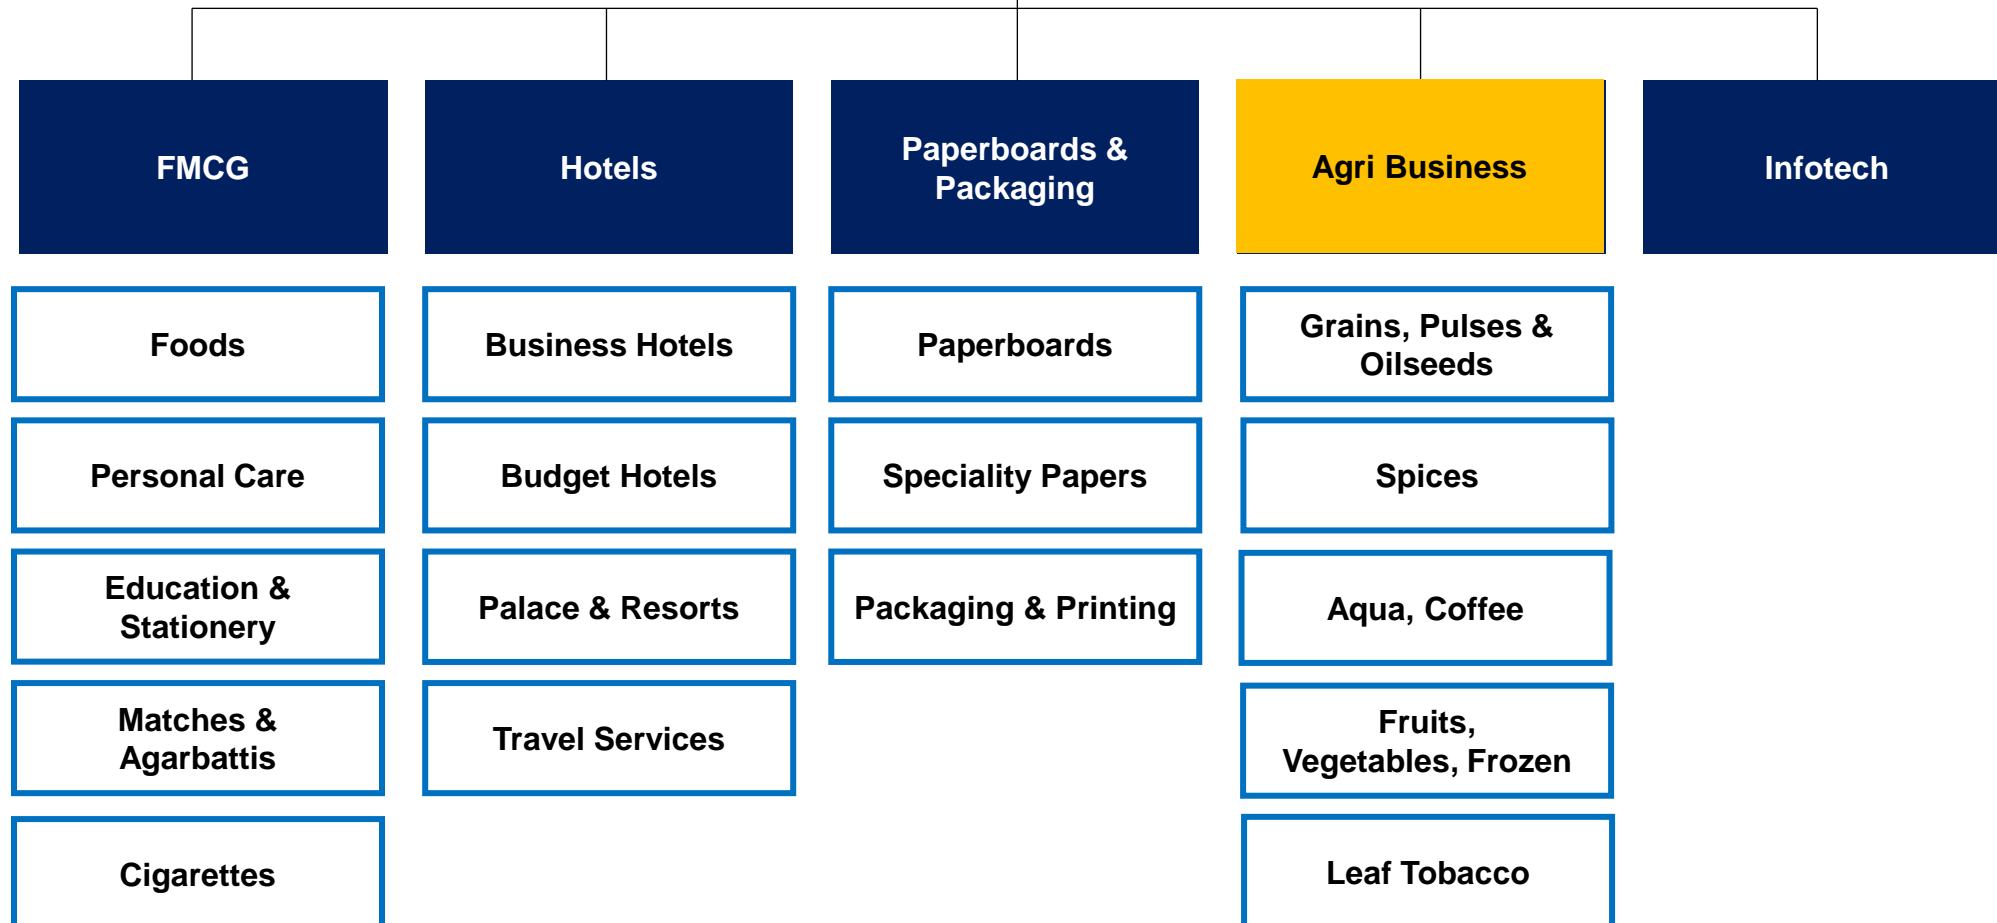 FMCG
Hotels
Paperboards &
Packaging
Agri Business
Infotech
Foods
Business Hotels
Paperboards
Grains, Pulses &
Oilseeds
Personal Care
Budget Hotels
Speciality Papers
Spices
Education &
Stationery
Palace & Resorts
Packaging & Printing
Aqua, Coffee
Matches &
Agarbattis
Travel Services
Fruits,
Vegetables, Frozen
Cigarettes
Leaf Tobacco